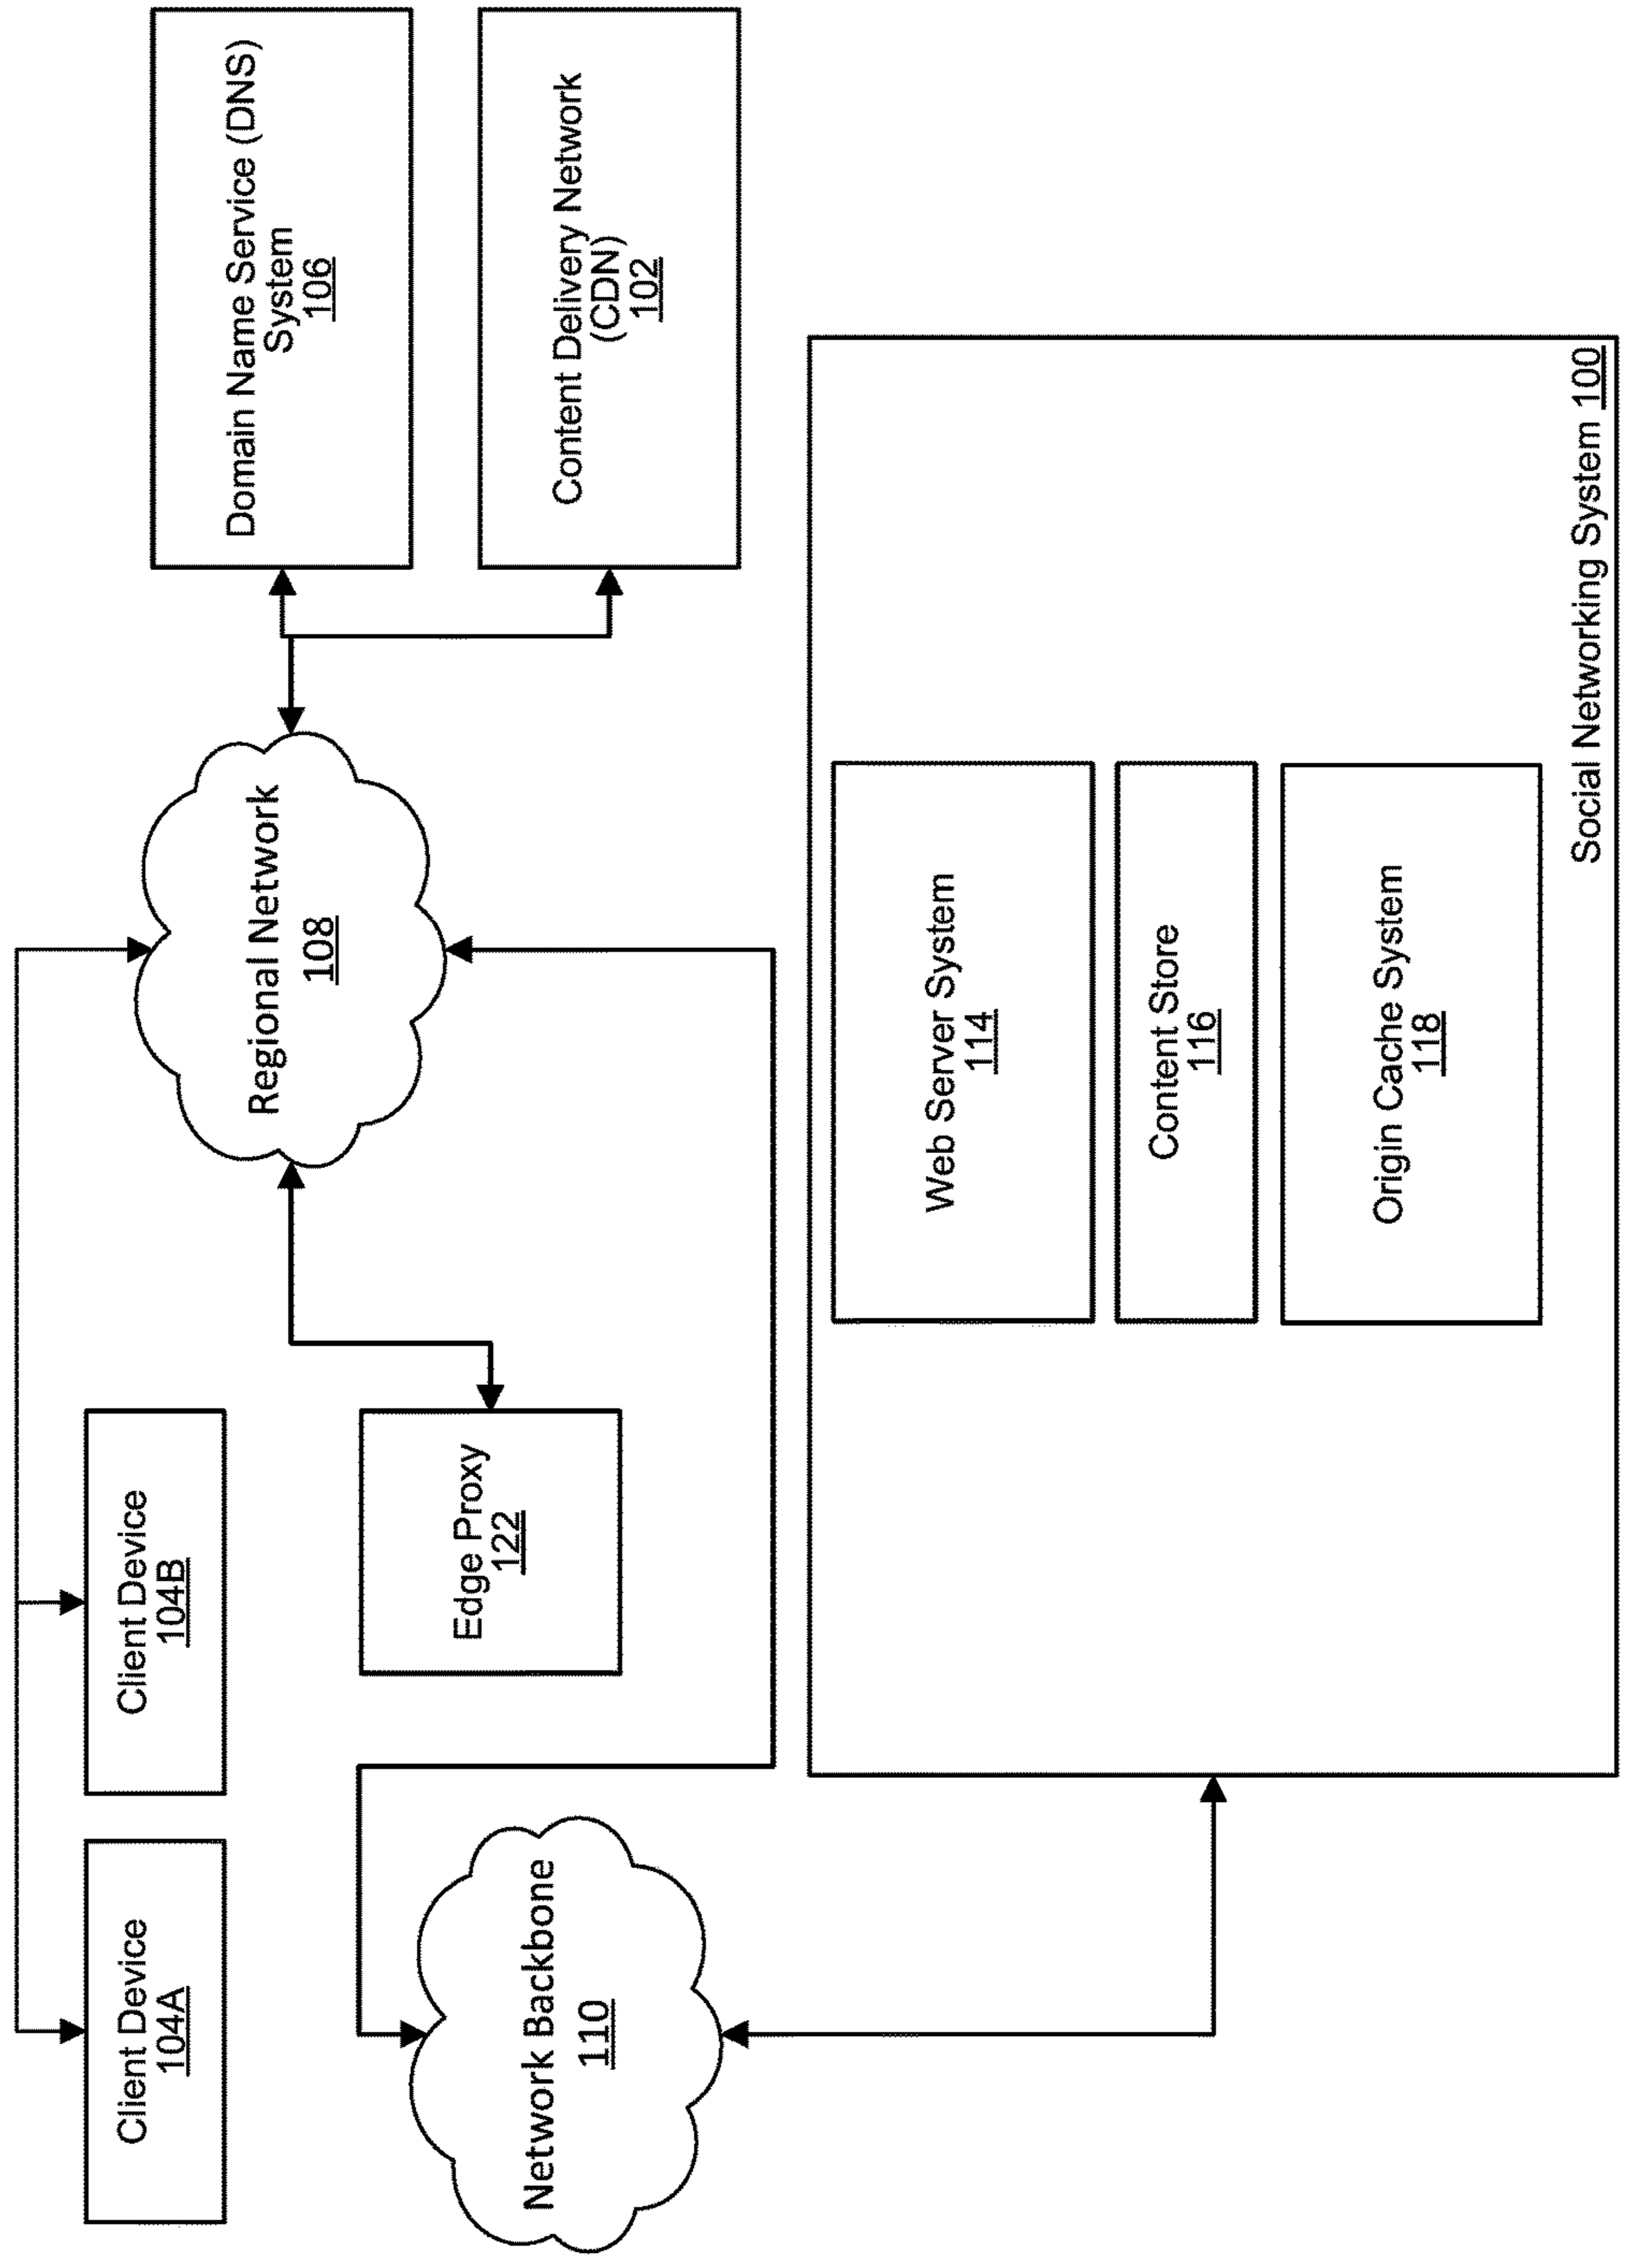 Client Device
104A
Client Device
104B
Regional Network
108
Domain Name Service (DNS)
System
106
Edge Proxy
122
Content Delivery Network
(CDN)
102
Network Backbone
110
Web Server System
114
Content Store
116
Origin Cache System
118
Social Networking System 100